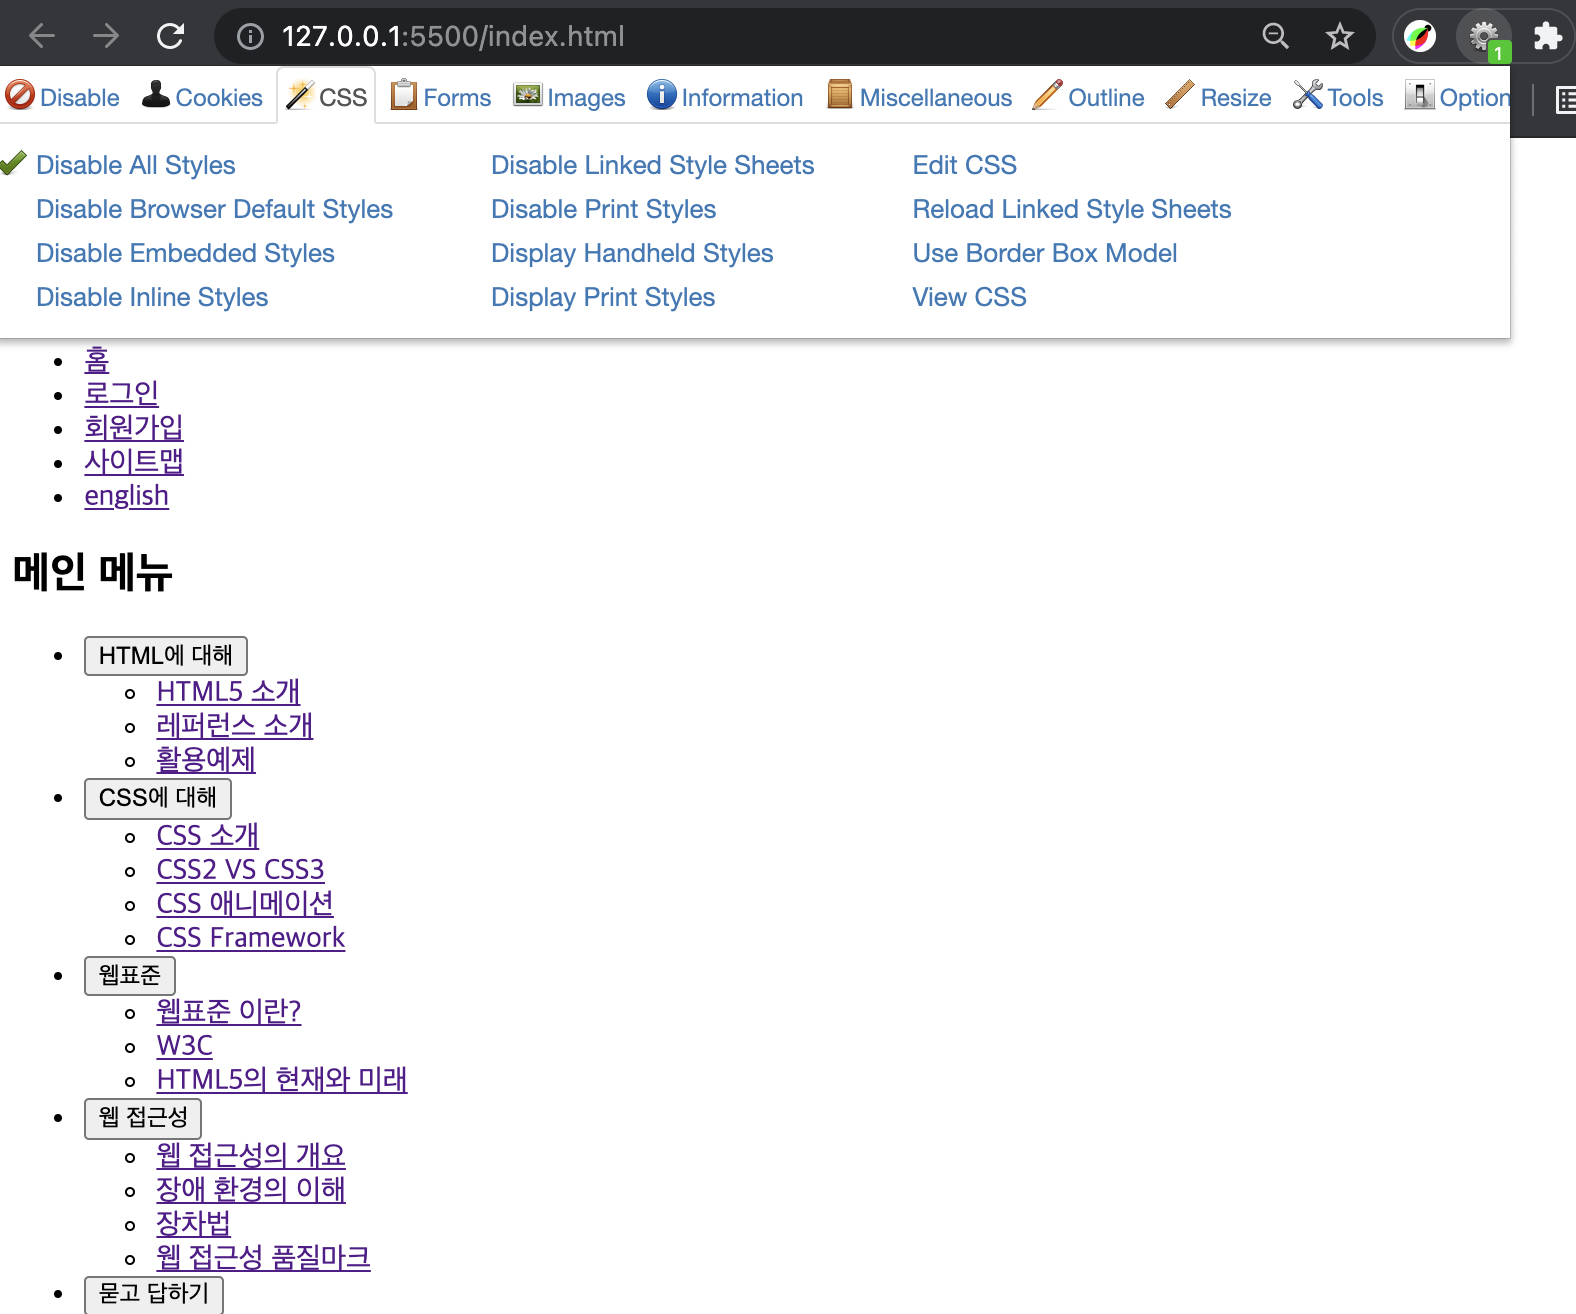 127.0.0.1:5500/index.html
1
Disable Cookies CSS Forms Images Information Miscellaneous Outline Resize Tools Option
Disable All Styles Disable Linked Style Sheets Edit CSS
Disable Browser Default Styles Disable Print Styles Reload Linked Style Sheets
Disable Embedded Styles Display Handheld Styles Use Border Box Model
Disable Inline Styles Display Print Styles View CSS
홈
로그인
회원가입
사이트맵
english
메인 메뉴
HTML에 대해
HTML5 소개
레퍼런스 소개
활용예제
CSS에 대해
CSS 소개
CSS2 VS CSS3
CSS 애니메이션
CSS Framework
웹표준
웹표준 이란?
W3C
HTML5의 현재와 미래
웹 접근성
웹 접근성의 개요
장애 환경의 이해
장차법
웹 접근성 품질마크
묻고 답하기